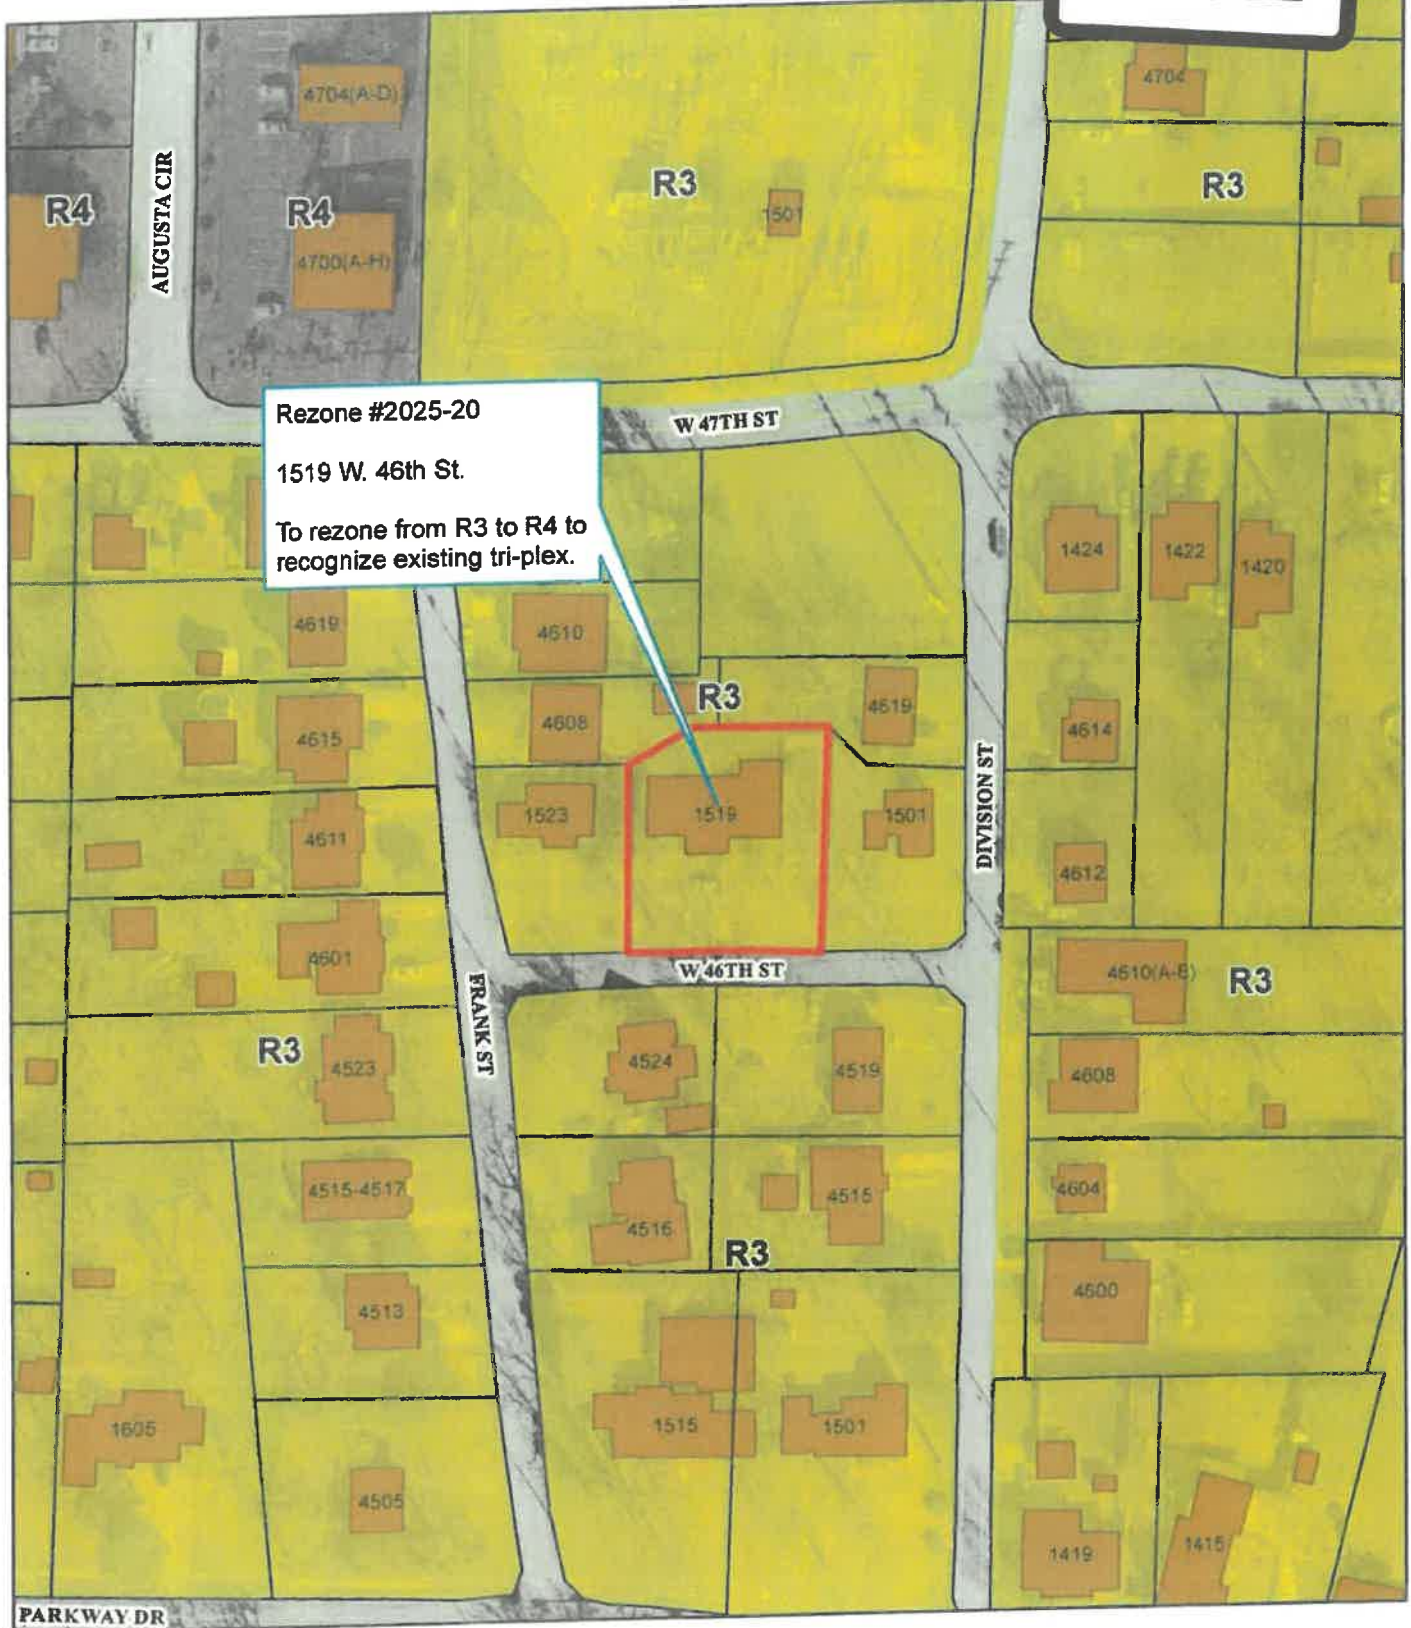 4704
4704(A-D)
R4
AUGUSTA CIR
R4
4700(A-H)
R3
1501
R3
Rezone #2025-20
1519 W. 46th St.
To rezone from R3 to R4 to
recognize existing tri-plex.
W 47TH ST
1424
1422
1420
4619
4610
4615
4608
R3
4619
4614
1523
1519
1501
DIVISION ST
4611
4612
4601
W 46TH ST
4610(A-B)
R3
FRANK ST
R3
4523
4524
4519
4608
4515-4517
4516
4515
4604
R3
4513
4600
1605
1515
1501
4505
1419
1415
PARKWAY DR